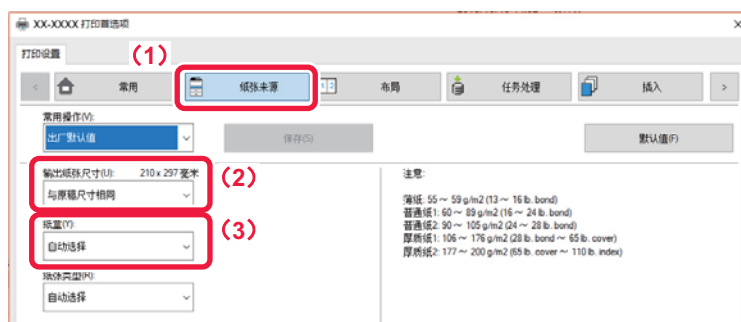 XX-XXXX 打印首选项
打印设置
(1)
常用 纸张来源 布局 任务处理 插入
常用操作(V):
出厂默认值 保存(S) 默认值(F)
输出纸张尺寸(U): 210 x 297 毫米 (2)
与原稿尺寸相同
纸盒(Y): (3)
自动选择
纸张类型(R):
自动选择
注意:
薄纸: 55 ~ 59 g/m2 (13 ~ 16 lb. bond)
普通纸1: 60 ~ 89 g/m2 (16 ~ 24 lb. bond)
普通纸2: 90 ~ 105 g/m2 (24 ~ 28 lb. bond)
厚质纸1: 106 ~ 176 g/m2 (28 lb. bond ~ 65 lb. cover)
厚质纸2: 177 ~ 200 g/m2 (65 lb. cover ~ 110 lb. index)